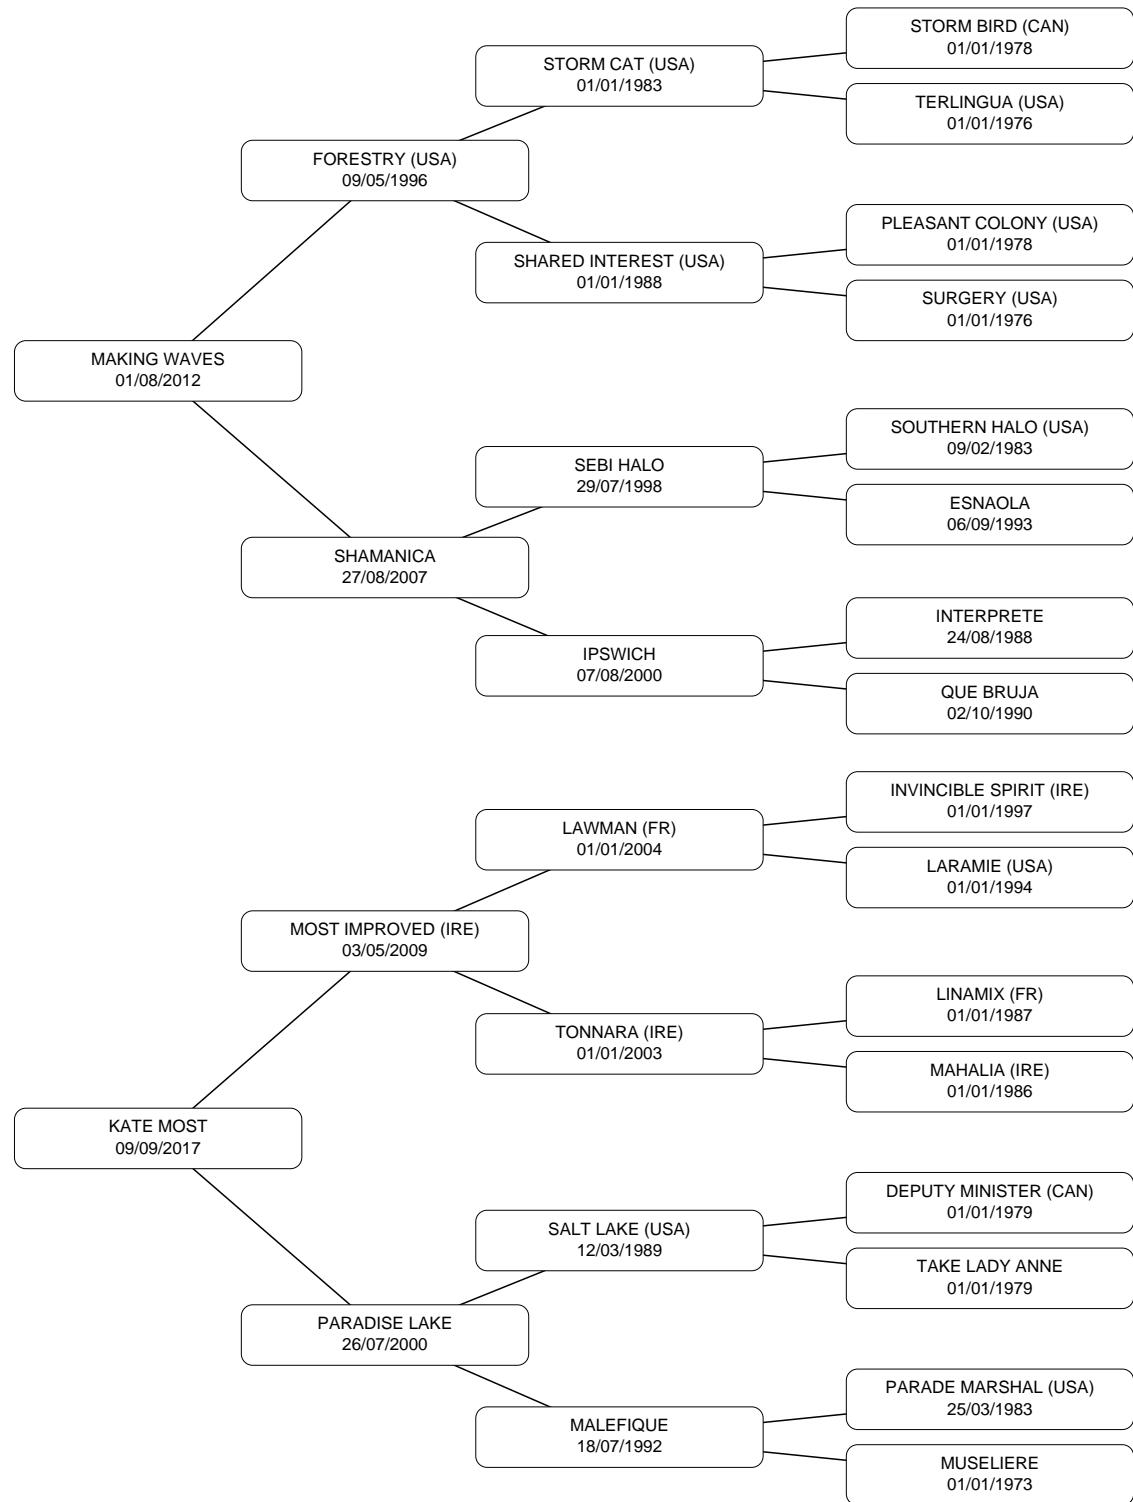 STORM BIRD (CAN)
01/01/1978
STORM CAT (USA)
01/01/1983
TERLINGUA (USA)
01/01/1976
FORESTRY (USA)
09/05/1996
PLEASANT COLONY (USA)
01/01/1978
SHARED INTEREST (USA)
01/01/1988
SURGERY (USA)
01/01/1976
MAKING WAVES
01/08/2012
SOUTHERN HALO (USA)
09/02/1983
SEBI HALO
29/07/1998
ESNAOLA
06/09/1993
SHAMANICA
27/08/2007
INTERPRETE
24/08/1988
IPSWICH
07/08/2000
QUE BRUJA
02/10/1990
INVINCIBLE SPIRIT (IRE)
01/01/1997
LAWMAN (FR)
01/01/2004
LARAMIE (USA)
01/01/1994
MOST IMPROVED (IRE)
03/05/2009
LINAMIX (FR)
01/01/1987
TONNARA (IRE)
01/01/2003
MAHALIA (IRE)
01/01/1986
KATE MOST
09/09/2017
DEPUTY MINISTER (CAN)
01/01/1979
SALT LAKE (USA)
12/03/1989
TAKE LADY ANNE
01/01/1979
PARADISE LAKE
26/07/2000
PARADE MARSHAL (USA)
25/03/1983
MALEFIQUE
18/07/1992
MUSELIERE
01/01/1973